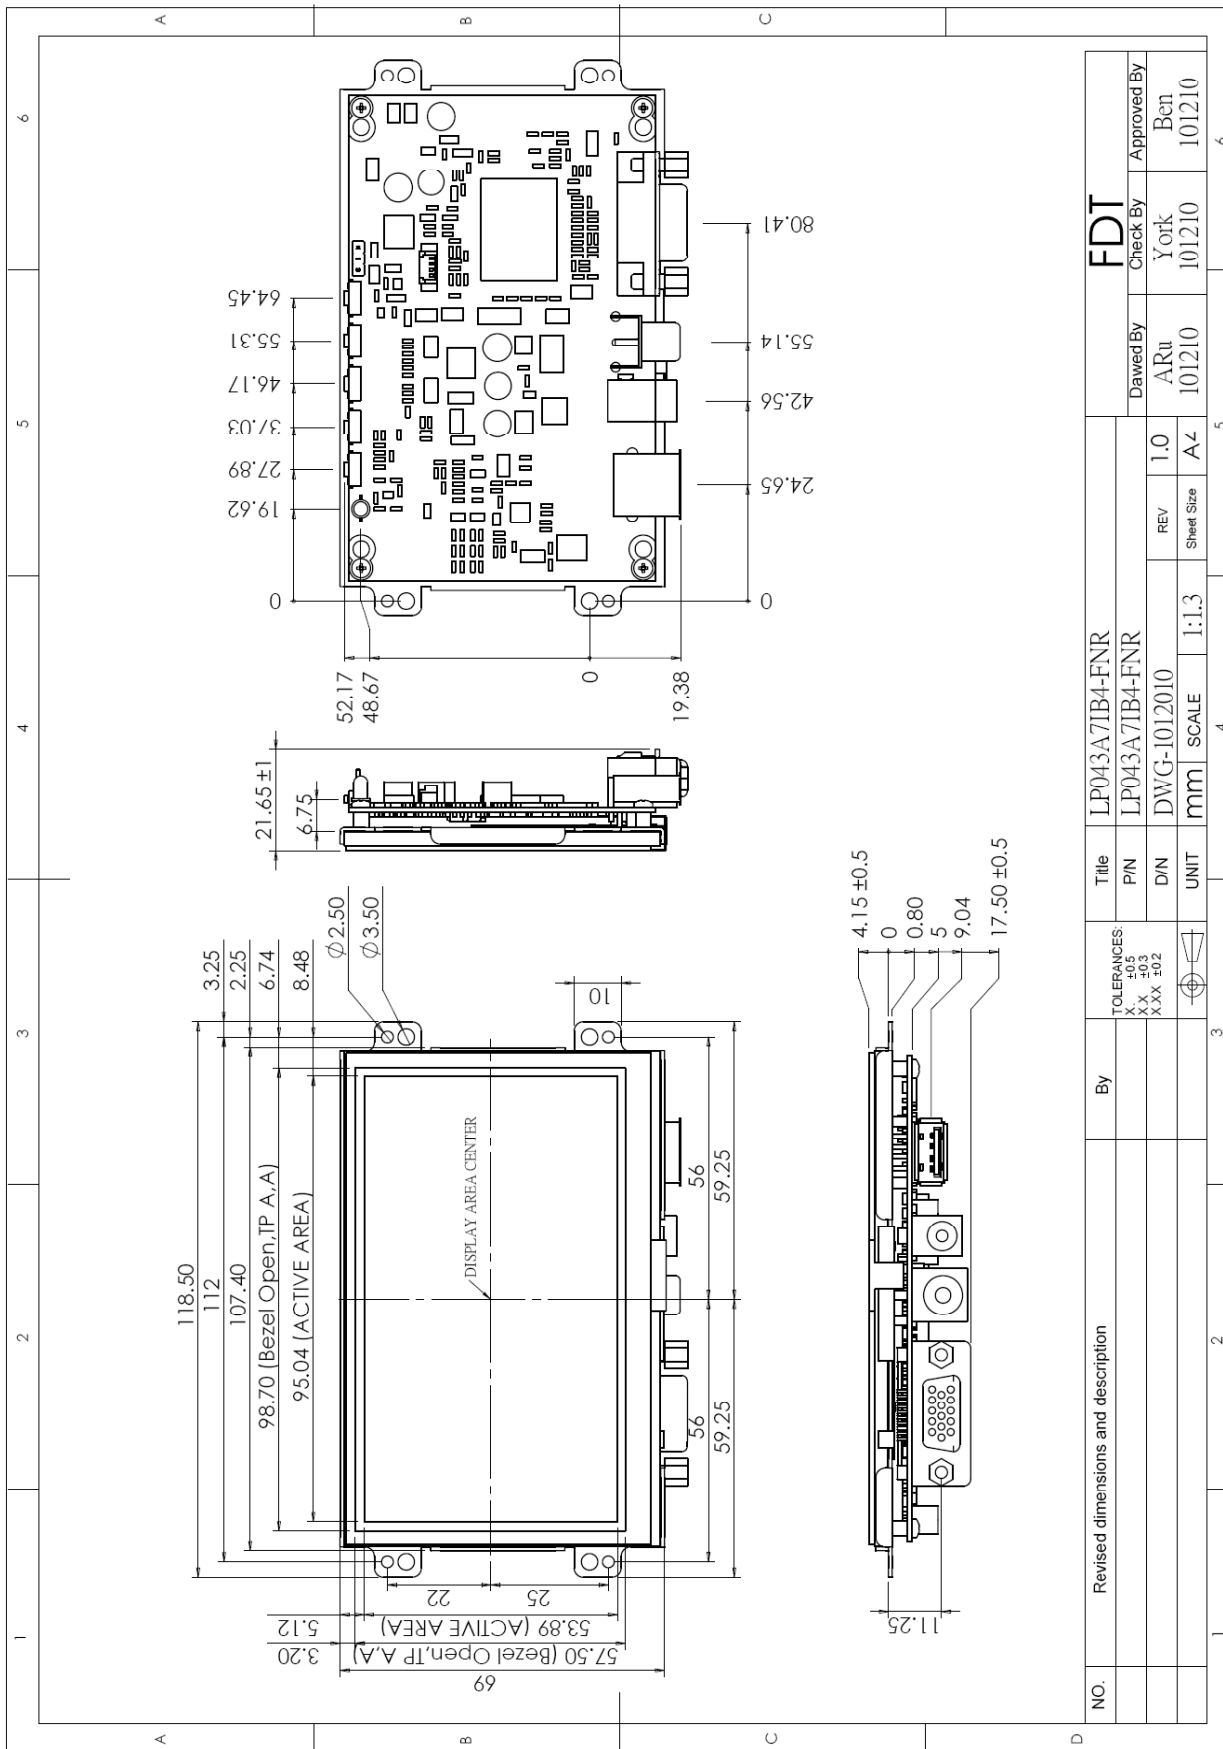 1
2
3
4
5
6
A
B
C
D
118.50
112
107.40
98.70 (Bezel Open,TP A,A)
95.04 (ACTIVE AREA)
3.25
2.25
6.74
8.48
Ø2.50
Ø3.50
DISPLAY AREA CENTER
10
56
56
59.25
59.25
22
25
5.12
53.89 (ACTIVE AREA)
3.20
57.50 (Bezel Open,TP A,A)
69
21.65 ±1
6.75
0
19.62
27.89
37.03
46.17
55.31
64.45
52.17
48.67
0
19.38
0
24.65
42.56
55.14
80.41
4.15 ±0.5
0
0.80
5
9.04
17.50 ±0.5
11.25
NO.
Revised dimensions and description
By
TOLERANCES:
X. ±0.5
X.X ±0.3
X.XX ±0.2
Title LP043A7IB4-FNR
P/N LP043A7IB4-FNR
D/N DWG-1012010
REV 1.0
UNIT mm SCALE 1:1.3
Sheet Size A4
FDT
Dawed By Check By Approved By
ARu York Ben
101210 101210 101210
1
2
3
4
5
6
A
B
C